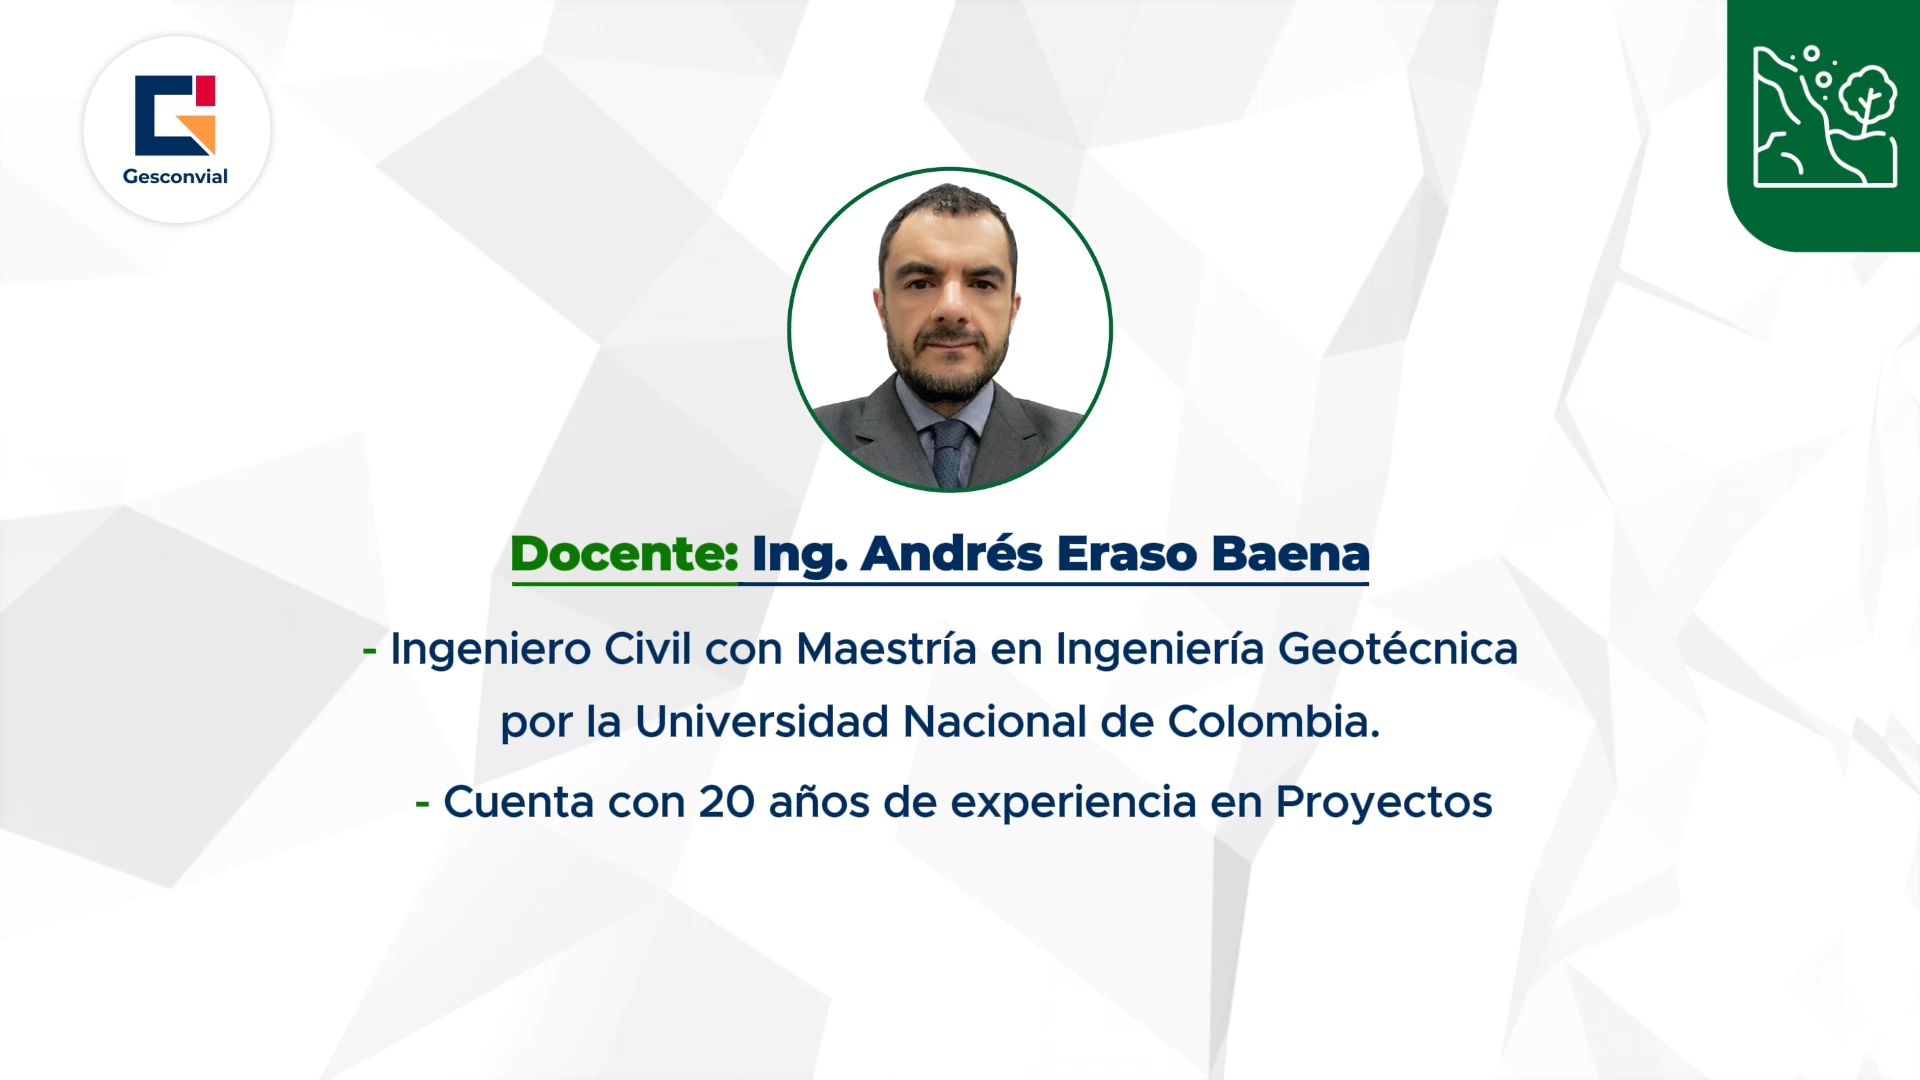 Gesconvial
Docente: Ing. Andrés Eraso Baena
- Ingeniero Civil con Maestría en Ingeniería Geotécnica
por la Universidad Nacional de Colombia.
- Cuenta con 20 años de experiencia en Proyectos